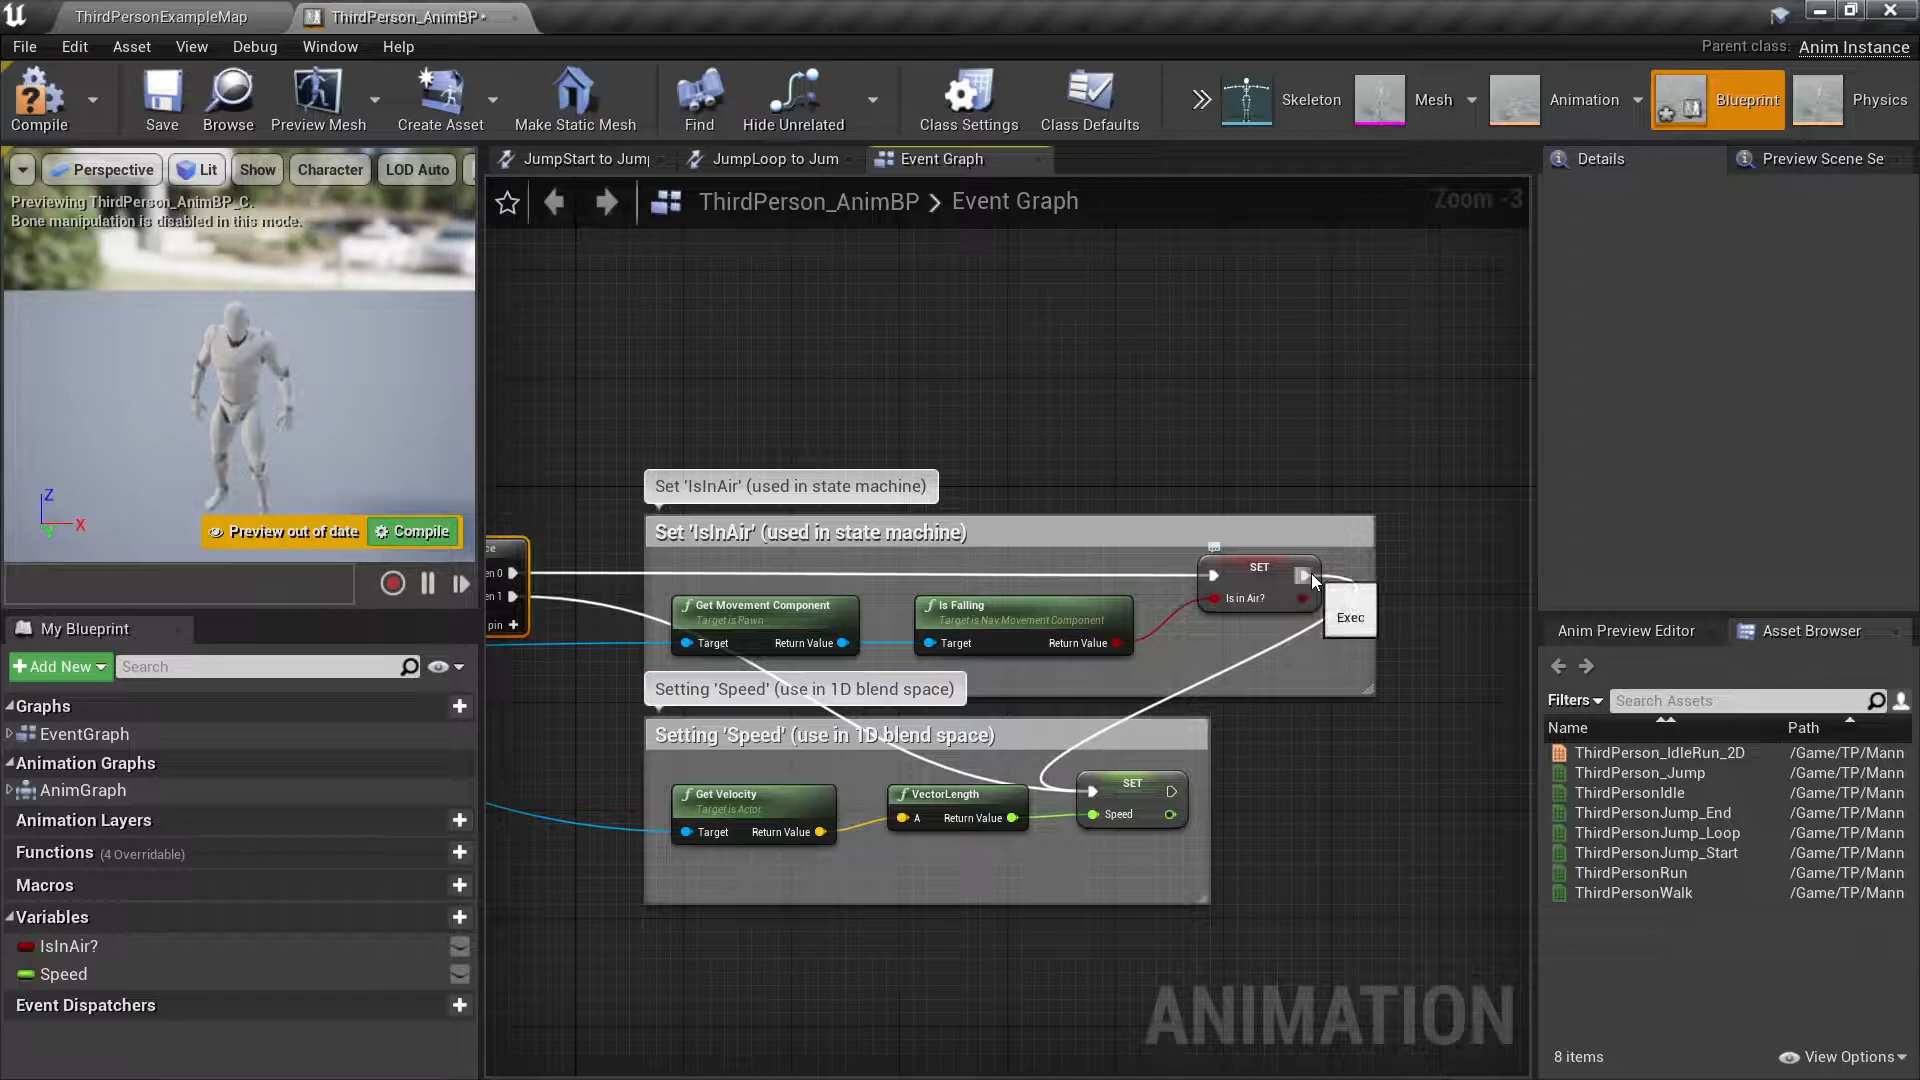 ThirdPersonExampleMap
ThirdPerson_AnimBP*
File Edit Asset View Debug Window Help
Parent class: Anim Instance
Compile
Save
Browse
Preview Mesh
Create Asset
Make Static Mesh
Find
Hide Unrelated
Class Settings
Class Defaults
Skeleton
Mesh
Animation
Blueprint
Physics
Perspective
Lit
Show
Character
LOD Auto
Previewing ThirdPerson_AnimBP_C.
Bone manipulation is disabled in this mode.
Z
X
Y
Preview out of date
Compile
JumpStart to Jum
JumpLoop to Jum
Event Graph
ThirdPerson_AnimBP > Event Graph
Zoom -3
Set 'IsInAir' (used in state machine)
Set 'IsInAir' (used in state machine)
ce
en 0
en 1
pin +
SET
Is in Air?
Exec
Get Movement Component
Target is Pawn
Target Return Value
Is Falling
Target is Nav Movement Component
Target Return Value
Setting 'Speed' (use in 1D blend space)
Setting 'Speed' (use in 1D blend space)
Get Velocity
Target is Actor
Target Return Value
VectorLength
A Return Value
SET
Speed
ANIMATION
My Blueprint
Add New
Search
Graphs
EventGraph
Animation Graphs
AnimGraph
Animation Layers
Functions (4 Overridable)
Macros
Variables
IsInAir?
Speed
Event Dispatchers
Details
Preview Scene Se
Anim Preview Editor
Asset Browser
Filters
Search Assets
Name Path
ThirdPerson_IdleRun_2D /Game/TP/Mann
ThirdPerson_Jump /Game/TP/Mann
ThirdPersonIdle /Game/TP/Mann
ThirdPersonJump_End /Game/TP/Mann
ThirdPersonJump_Loop /Game/TP/Mann
ThirdPersonJump_Start /Game/TP/Mann
ThirdPersonRun /Game/TP/Mann
ThirdPersonWalk /Game/TP/Mann
8 items
View Options